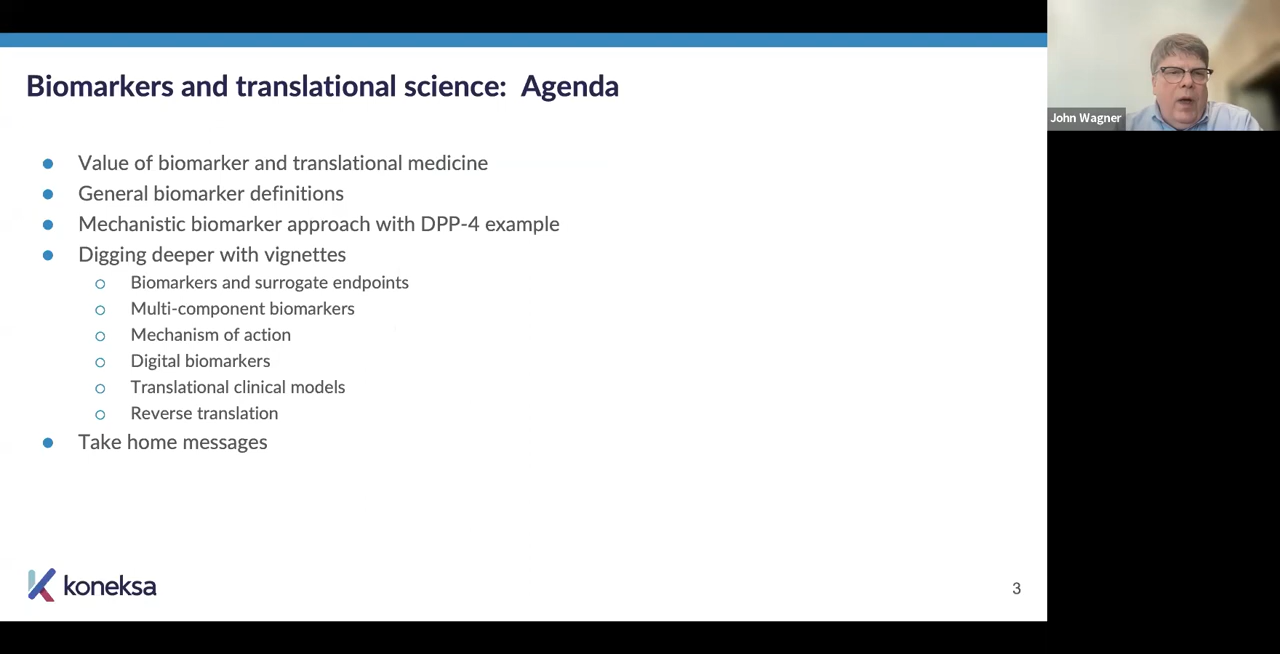 Biomarkers and translational science:  Agenda
Value of biomarker and translational medicine
General biomarker definitions
Mechanistic biomarker approach with DPP-4 example
Digging deeper with vignettes
Biomarkers and surrogate endpoints
Multi-component biomarkers
Mechanism of action
Digital biomarkers
Translational clinical models
Reverse translation
Take home messages
koneksa
3
John Wagner